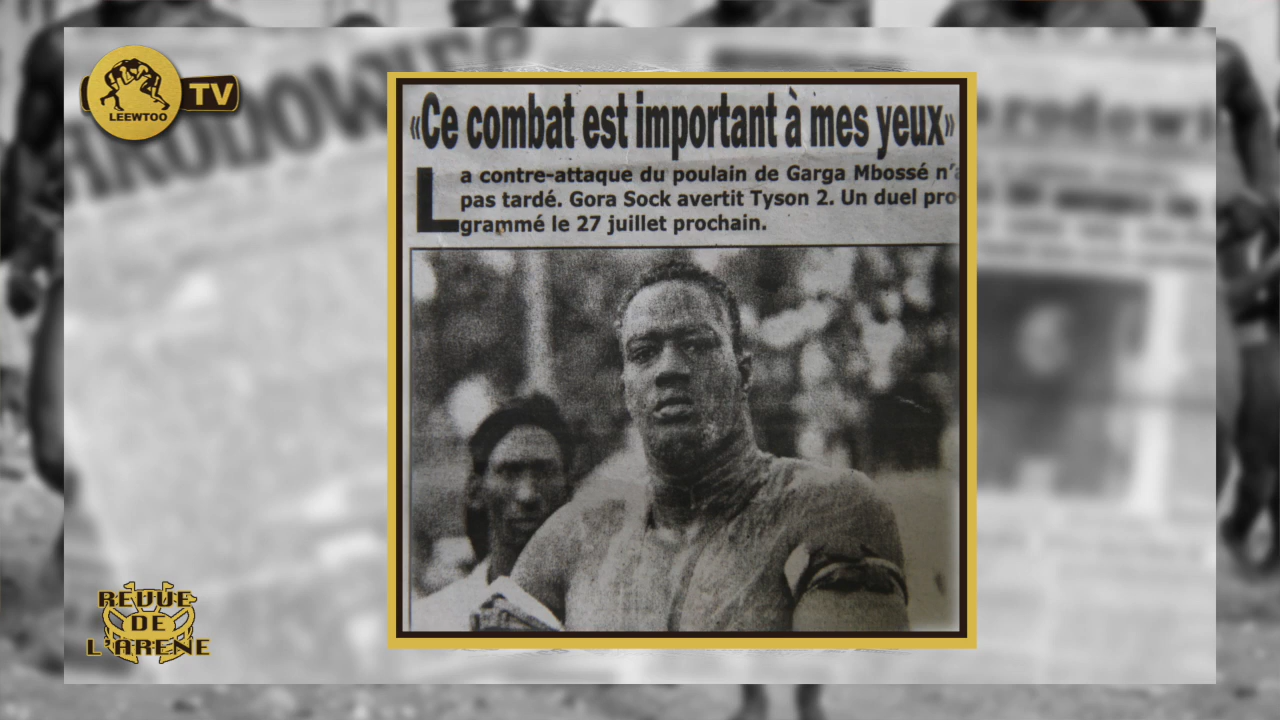 LEEWTOO
TV
«Ce combat est important à mes yeux»
La contre-attaque du poulain de Garga Mbossé n'a
pas tardé. Gora Sock avertit Tyson 2. Un duel pro-
grammé le 27 juillet prochain.
REVUE
DE
L'ARENE